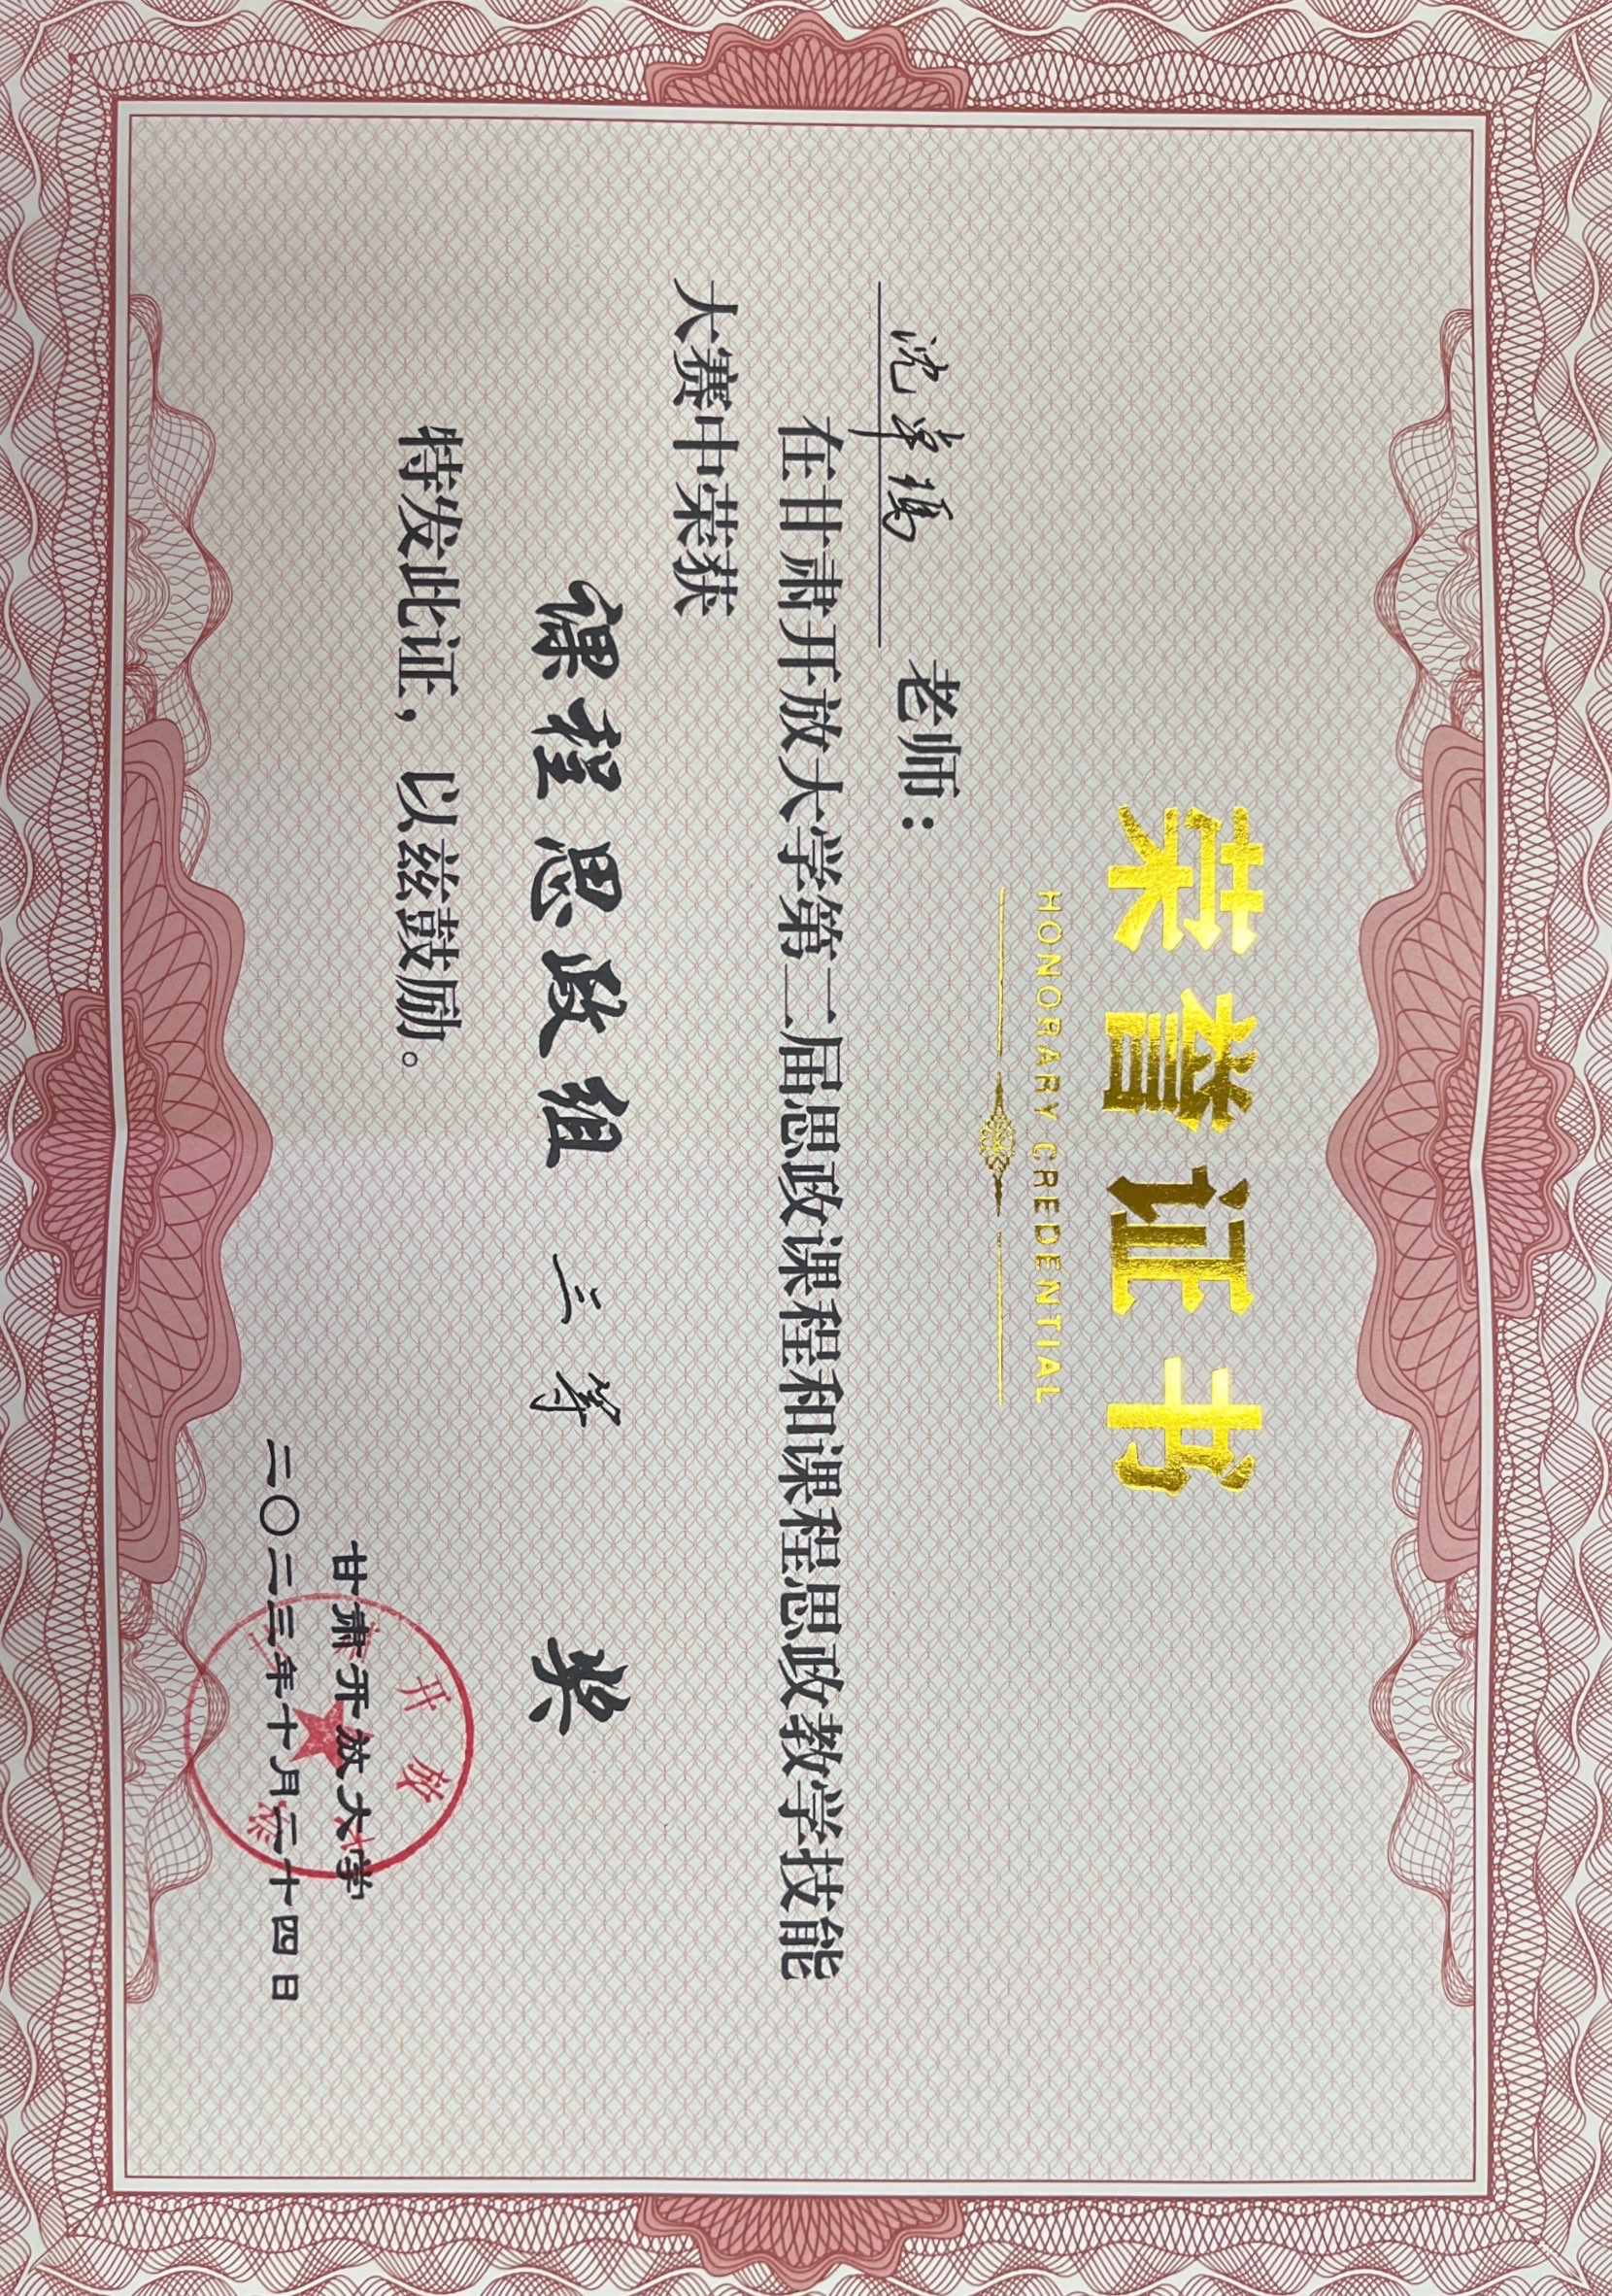 荣誉证书
HONORARY CREDENTIAL
沈卓玛 老师：
在甘肃开放大学第二届思政课程和课程思政教学技能
大赛中荣获
课程思政组 三等 奖
特发此证，以兹鼓励。
甘肃开放大学
二〇二三年十月二十四日